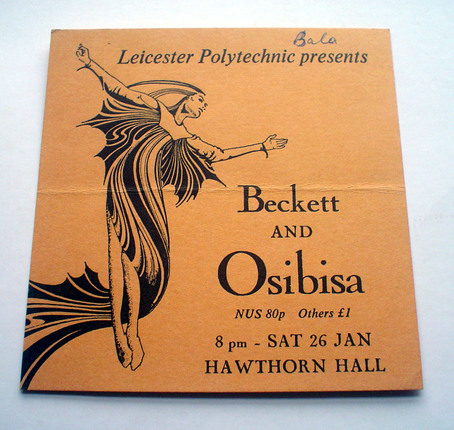 Bala
Leicester Polytechnic presents
Beckett
AND
Osibisa
NUS 80p Others £1
8 pm - SAT 26 JAN
HAWTHORN HALL